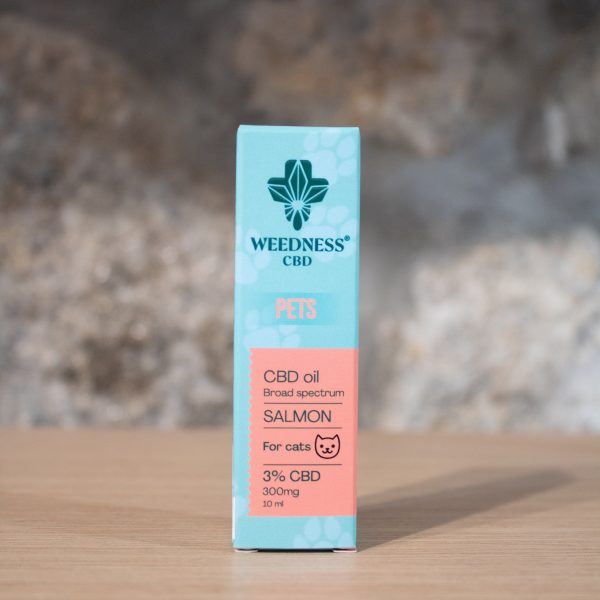 WEEDNESS®
CBD
PETS
CBD oil
Broad spectrum
SALMON
For cats
3% CBD
300mg
10 ml